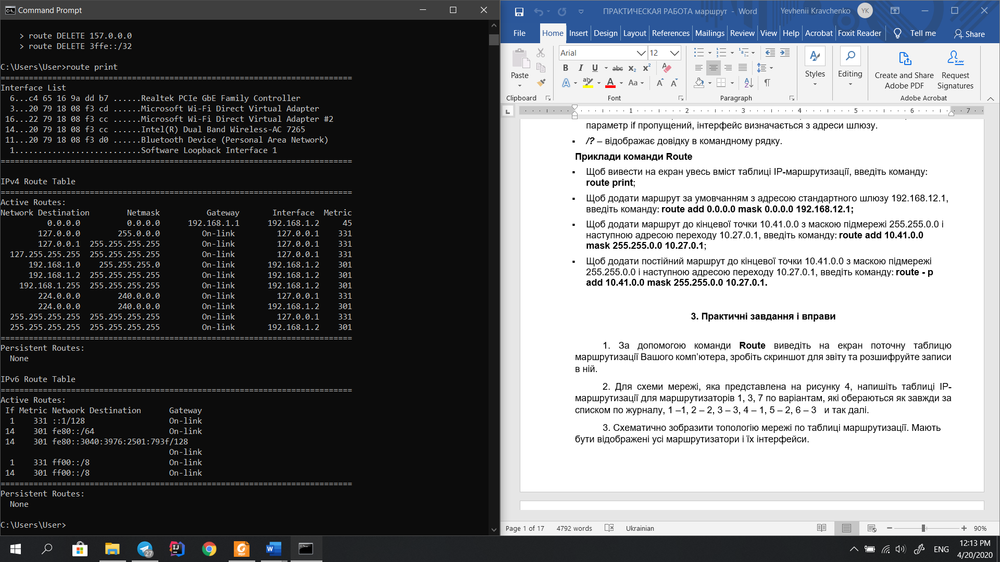 Command Prompt
> route DELETE 157.0.0.0
> route DELETE 3ffe::/32
C:\Users\User>route print
===========================================================================
Interface List
6...c4 65 16 9a dd b7 ......Realtek PCIe GbE Family Controller
3...20 79 18 08 f3 cd ......Microsoft Wi-Fi Direct Virtual Adapter
16...22 79 18 08 f3 cc ......Microsoft Wi-Fi Direct Virtual Adapter #2
14...20 79 18 08 f3 cc ......Intel(R) Dual Band Wireless-AC 7265
11...20 79 18 08 f3 d0 ......Bluetooth Device (Personal Area Network)
1...........................Software Loopback Interface 1
===========================================================================
IPv4 Route Table
===========================================================================
Active Routes:
Network Destination Netmask Gateway Interface Metric
0.0.0.0 0.0.0.0 192.168.1.1 192.168.1.2 45
127.0.0.0 255.0.0.0 On-link 127.0.0.1 331
127.0.0.1 255.255.255.255 On-link 127.0.0.1 331
127.255.255.255 255.255.255.255 On-link 127.0.0.1 331
192.168.1.0 255.255.255.0 On-link 192.168.1.2 301
192.168.1.2 255.255.255.255 On-link 192.168.1.2 301
192.168.1.255 255.255.255.255 On-link 192.168.1.2 301
224.0.0.0 240.0.0.0 On-link 127.0.0.1 331
224.0.0.0 240.0.0.0 On-link 192.168.1.2 301
255.255.255.255 255.255.255.255 On-link 127.0.0.1 331
255.255.255.255 255.255.255.255 On-link 192.168.1.2 301
===========================================================================
Persistent Routes:
None
IPv6 Route Table
===========================================================================
Active Routes:
If Metric Network Destination Gateway
1 331 ::1/128 On-link
14 301 fe80::/64 On-link
14 301 fe80::3040:3976:2501:793f/128
On-link
1 331 ff00::/8 On-link
14 301 ff00::/8 On-link
===========================================================================
Persistent Routes:
None
C:\Users\User>
ПРАКТИЧЕСКАЯ РАБОТА маршрут - Word
Yevhenii Kravchenko YK
File Home Insert Design Layout References Mailings Review View Help Acrobat Foxit Reader Tell me Share
Paste
Clipboard
Arial 12
Font
Paragraph
Styles
Editing
Create and Share Adobe PDF
Request Signatures
Adobe Acrobat
1 2 3 4 5 6 7
параметр if пропущений, інтерфейс визначається з адреси шлюзу.
▪ /? – відображає довідку в командному рядку.
Приклади команди Route
▪ Щоб вивести на екран увесь вміст таблиці IP-маршрутизації, введіть команду:
route print;
▪ Щоб додати маршрут за умовчанням з адресою стандартного шлюзу 192.168.12.1,
введіть команду: route add 0.0.0.0 mask 0.0.0.0 192.168.12.1;
▪ Щоб додати маршрут до кінцевої точки 10.41.0.0 з маскою підмережі 255.255.0.0 і
наступною адресою переходу 10.27.0.1, введіть команду: route add 10.41.0.0
mask 255.255.0.0 10.27.0.1;
▪ Щоб додати постійний маршрут до кінцевої точки 10.41.0.0 з маскою підмережі
255.255.0.0 і наступною адресою переходу 10.27.0.1, введіть команду: route - p
add 10.41.0.0 mask 255.255.0.0 10.27.0.1.
3. Практичні завдання і вправи
1. За допомогою команди Route виведіть на екран поточну таблицю
маршрутизації Вашого комп’ютера, зробіть скриншот для звіту та розшифруйте записи
в ній.
2. Для схеми мережі, яка представлена на рисунку 4, напишіть таблиці IP-
маршрутизації для маршрутизаторів 1, 3, 7 по варіантам, які обераються як завжди за
списком по журналу, 1 –1, 2 – 2, 3 – 3, 4 – 1, 5 – 2, 6 – 3 и так далі.
3. Схематично зобразити топологію мережі по таблиці маршрутизації. Мають
бути відображені усі маршрутизатори і їх інтерфейси.
Page 1 of 17 4792 words Ukrainian 90%
27
ENG
12:13 PM
4/20/2020